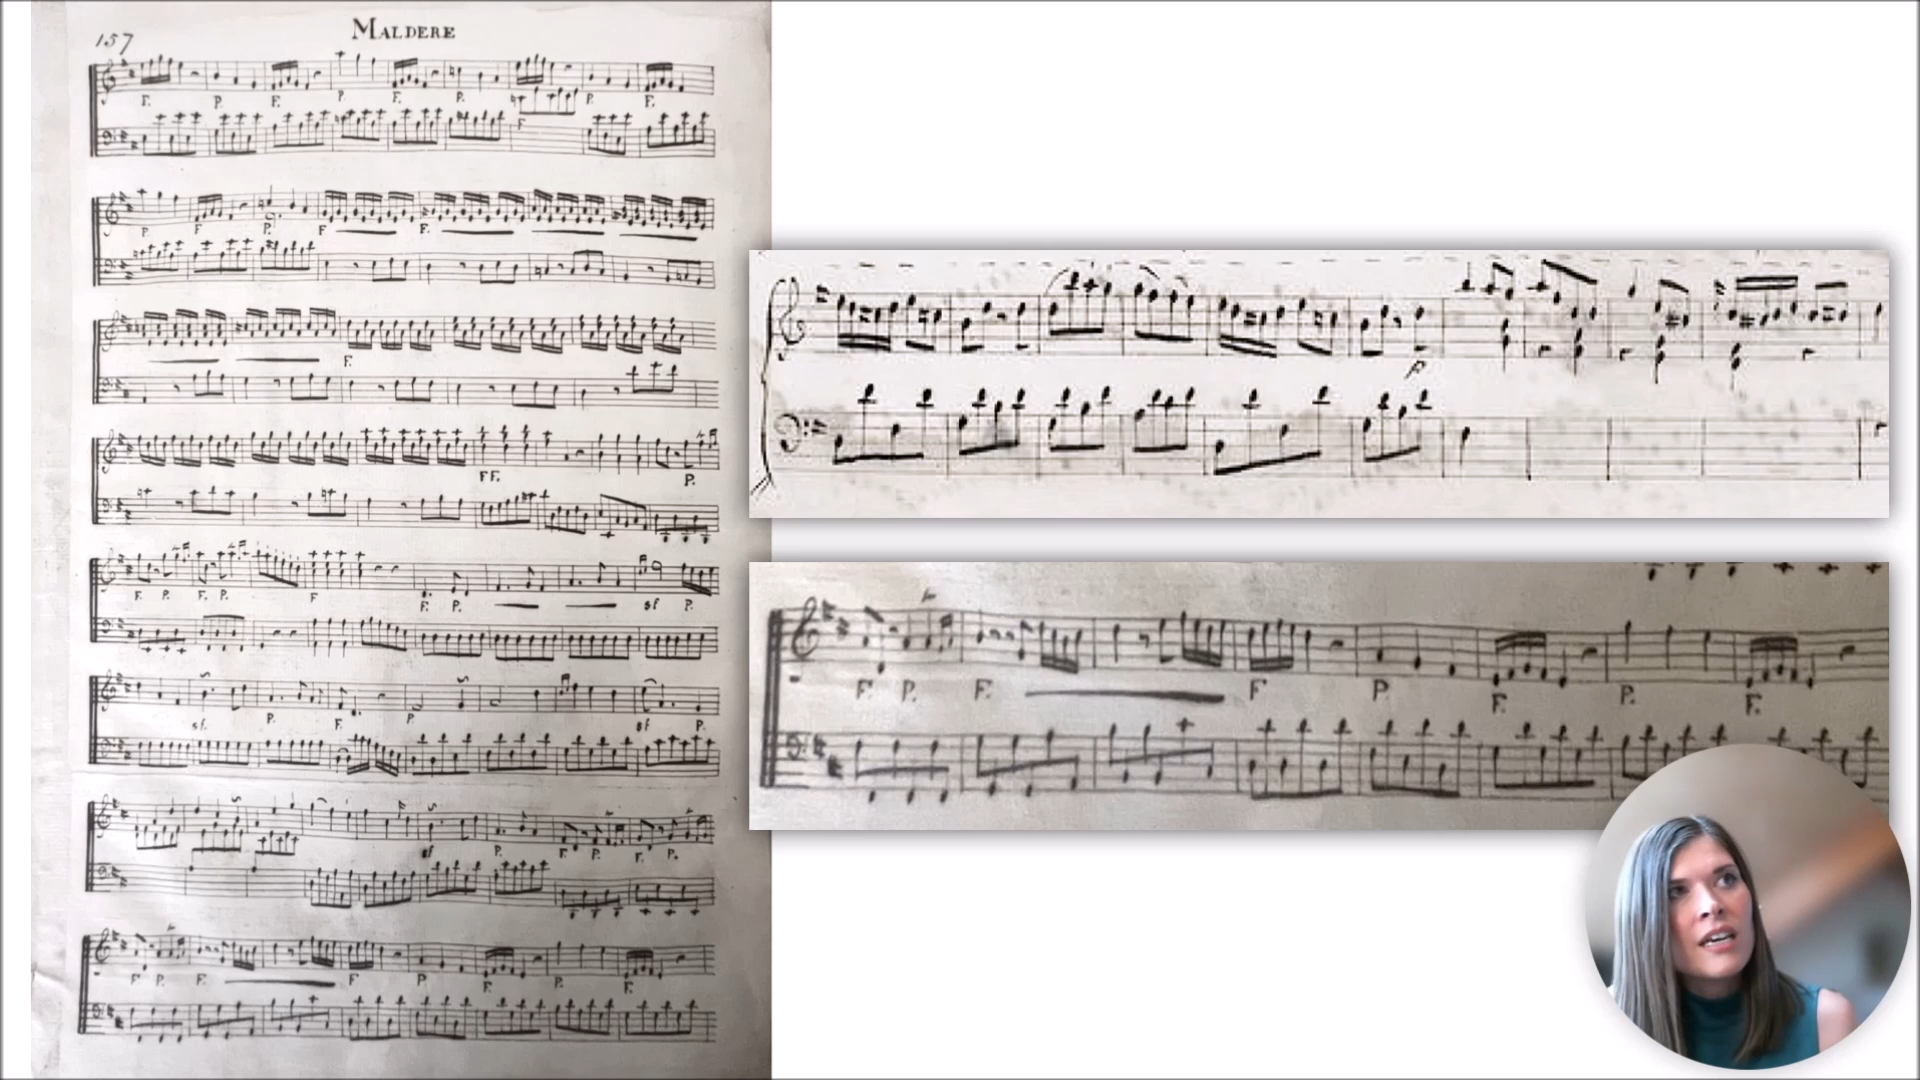 157 MALDERE
F. P. F. P. F. P. P. F.
F
P. F P. F F.
F.
FF. P.
F P. F. P. F F. P. sf P.
sf. P. F. P sf P.
sf P. F. P. F. P.
F. P. F. F P F. P. F.
P
F. P. F. F P F. P. F.